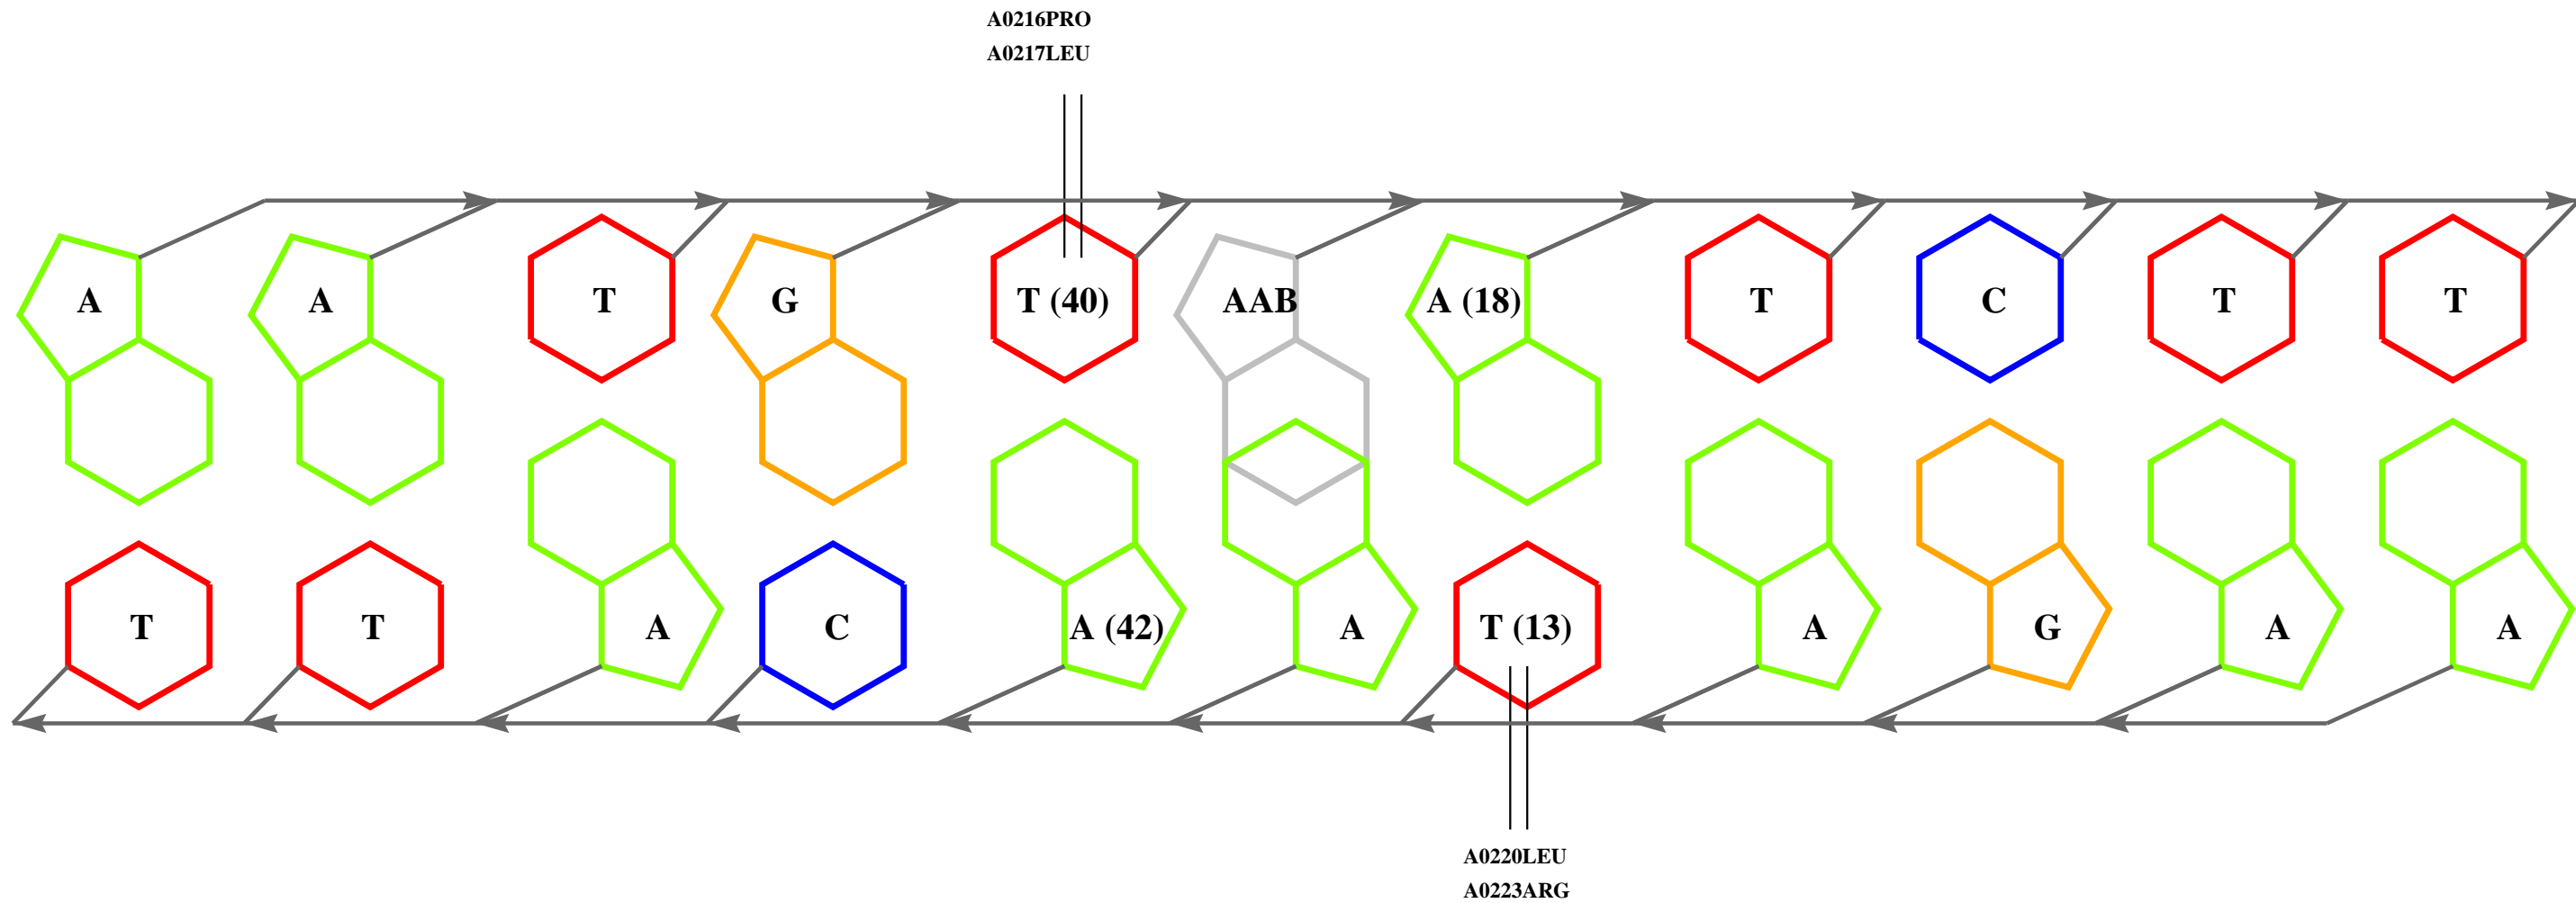 A0216PRO
A0217LEU
A A T G T (40) AAB A (18) T C T T
T T A C A (42) A T (13) A G A A
A0220LEU
A0223ARG